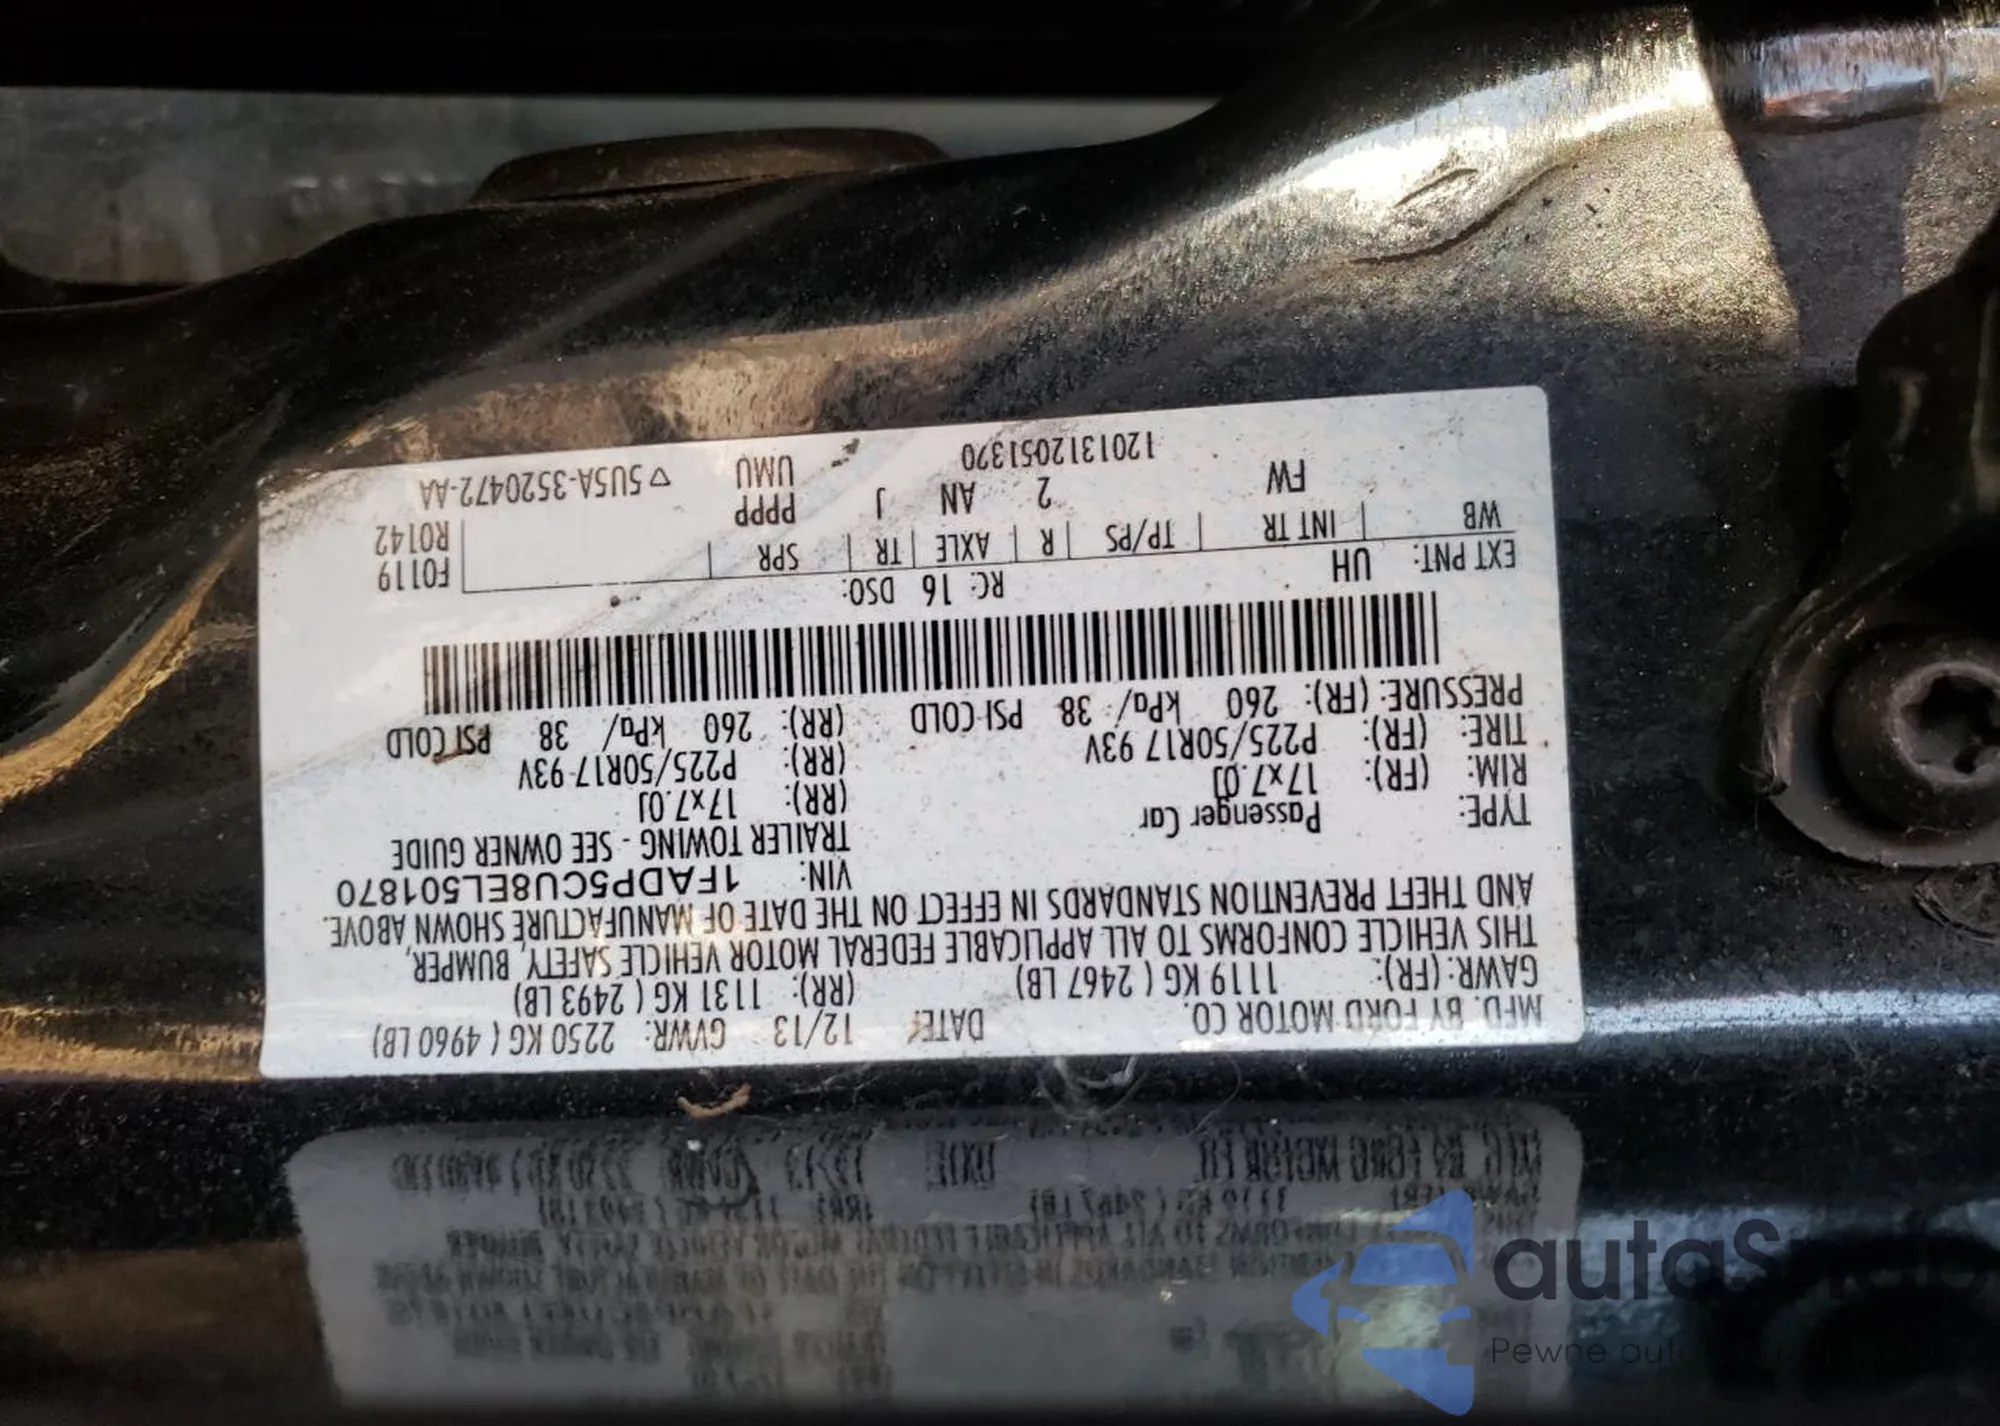 MFD. BY FORD MOTOR CO. DATE: 12/13 GVWR: 2250 KG ( 4960 LB)
GAWR: (FR): 1119 KG ( 2467 LB) (RR): 1131 KG ( 2493 LB)
THIS VEHICLE CONFORMS TO ALL APPLICABLE FEDERAL MOTOR VEHICLE SAFETY, BUMPER,
AND THEFT PREVENTION STANDARDS IN EFFECT ON THE DATE OF MANUFACTURE SHOWN ABOVE.
VIN: 1FADP5CU8EL501870
TYPE: Passenger Car TRAILER TOWING - SEE OWNER GUIDE
RIM: (FR): 17x7.0J (RR): 17x7.0J
TIRE: (FR): P225/50R17 93V (RR): P225/50R17 93V
PRESSURE: (FR): 260 kPa/ 38 PSI COLD (RR): 260 kPa/ 38 PSI COLD
EXT PNT: UH RC: 16 DSO: F0119
WB | INT TR | TP/PS | R | AXLE | TR | SPR R0142
FW 2 AN J PPPP
1201312051370 UMU ▽5U5A-3520472-AA
autaS
Pewne